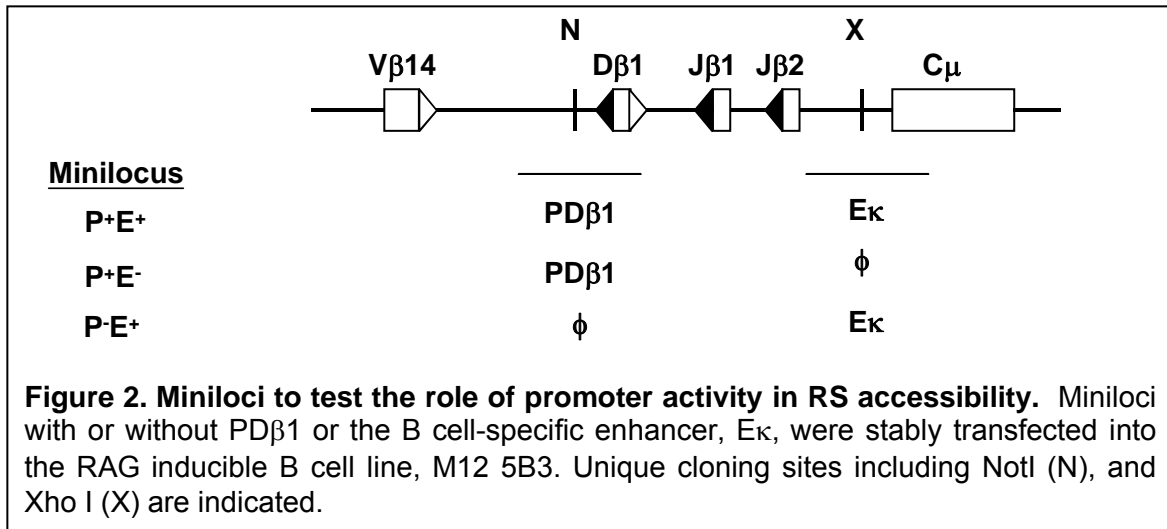 N X
Vβ14 Dβ1 Jβ1 Jβ2 Cμ
Minilocus
P+E+ PDβ1 Eκ
P+E- PDβ1 ϕ
P-E+ ϕ Eκ
Figure 2. Miniloci to test the role of promoter activity in RS accessibility. Miniloci
with or without PDβ1 or the B cell-specific enhancer, Eκ, were stably transfected into
the RAG inducible B cell line, M12 5B3. Unique cloning sites including NotI (N), and
Xho I (X) are indicated.